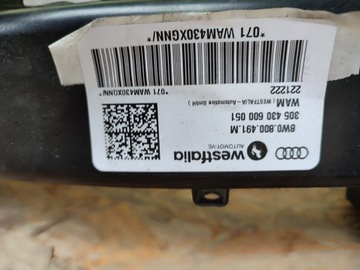 westfalia
AUTOMOTIVE
8W0.800.491.M
305 430 600 051
WAM
( WESTFALIA - Automotive GmbH )
221222
*071 WAM430XGNN/*
*071 WAM430XGNN/*